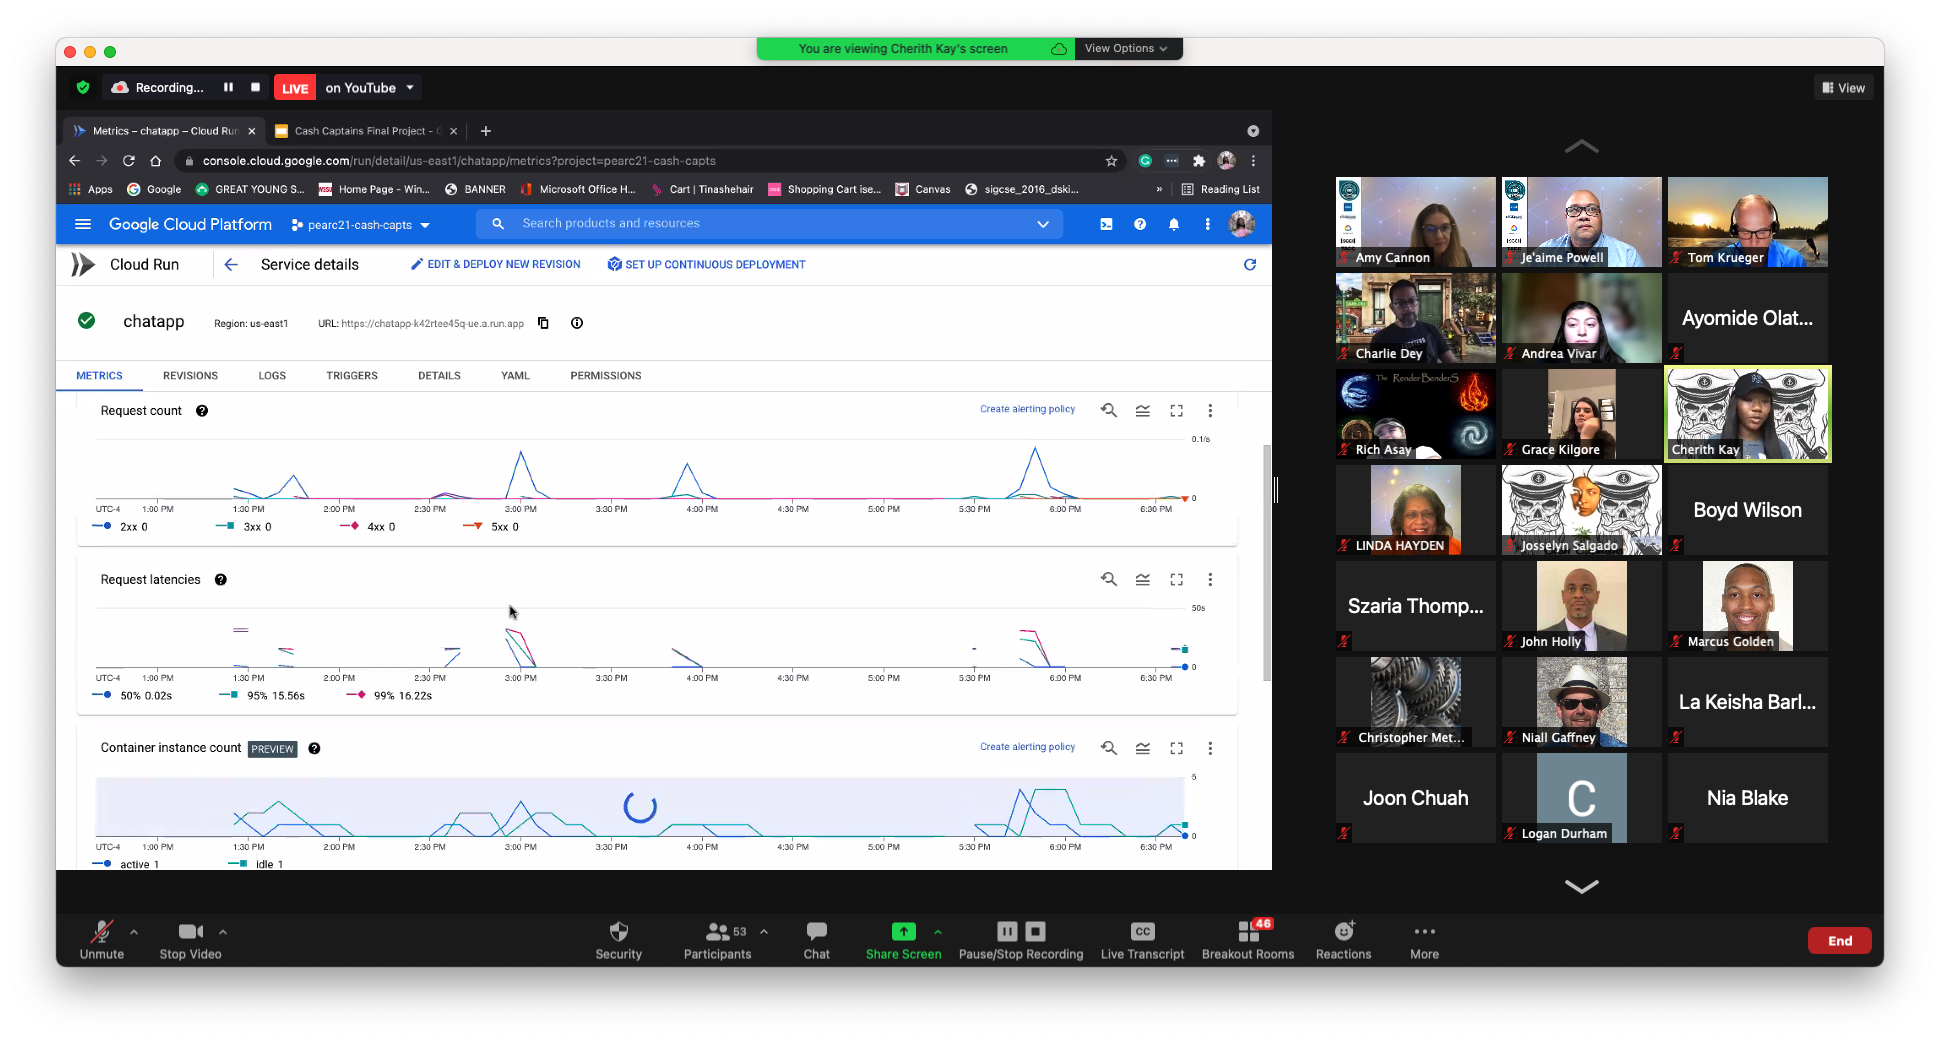 You are viewing Cherith Kay's screen
View Options
Recording...
LIVE
on YouTube
View
Metrics – chatapp – Cloud Run
Cash Captains Final Project -
console.cloud.google.com/run/detail/us-east1/chatapp/metrics?project=pearc21-cash-capts
Apps
Google
GREAT YOUNG S...
WSSU
Home Page - Win...
BANNER
Microsoft Office H...
Cart | Tinashehair
Shopping Cart ise...
Canvas
sigcse_2016_dski...
»
Reading List
Google Cloud Platform
pearc21-cash-capts
Search products and resources
Cloud Run
Service details
EDIT & DEPLOY NEW REVISION
SET UP CONTINUOUS DEPLOYMENT
chatapp
Region: us-east1
URL: https://chatapp-k42rtee45q-ue.a.run.app
METRICS
REVISIONS
LOGS
TRIGGERS
DETAILS
YAML
PERMISSIONS
Request count
Create alerting policy
0.1/s
0
UTC-4 1:00 PM 1:30 PM 2:00 PM 2:30 PM 3:00 PM 3:30 PM 4:00 PM 4:30 PM 5:00 PM 5:30 PM 6:00 PM 6:30 PM
2xx 0 3xx 0 4xx 0 5xx 0
Request latencies
50s
0
UTC-4 1:00 PM 1:30 PM 2:00 PM 2:30 PM 3:00 PM 3:30 PM 4:00 PM 4:30 PM 5:00 PM 5:30 PM 6:00 PM 6:30 PM
50% 0.02s 95% 15.56s 99% 16.22s
Container instance count PREVIEW
Create alerting policy
5
0
UTC-4 1:00 PM 1:30 PM 2:00 PM 2:30 PM 3:00 PM 3:30 PM 4:00 PM 4:30 PM 5:00 PM 5:30 PM 6:00 PM 6:30 PM
active 1 idle 1
Amy Cannon
Je'aime Powell
Tom Krueger
Charlie Dey
Andrea Vivar
Ayomide Olat...
The RenderBenderS
Rich Asay
Grace Kilgore
Cherith Kay
LINDA HAYDEN
Josselyn Salgado
Boyd Wilson
Szaria Thomp...
John Holly
Marcus Golden
Christopher Met...
Niall Gaffney
La Keisha Barl...
Joon Chuah
C
Logan Durham
Nia Blake
Unmute
Stop Video
Security
Participants
53
Chat
Share Screen
Pause/Stop Recording
CC
Live Transcript
46
Breakout Rooms
Reactions
More
End